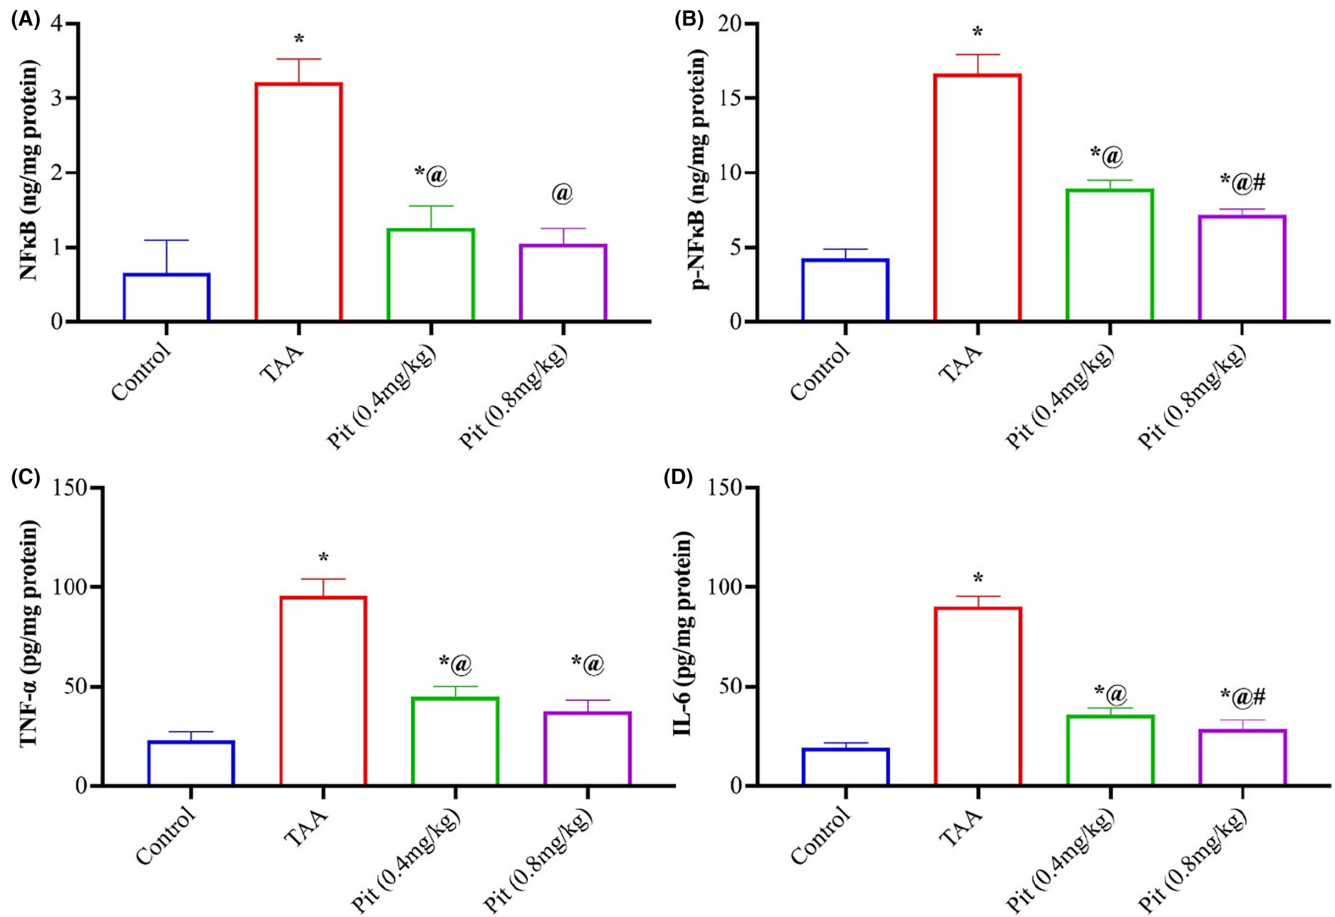 (A)
NFκB (ng/mg protein)
4
3
2
1
0
*
*@
@
Control
TAA
Pit (0.4mg/kg)
Pit (0.8mg/kg)
(B)
p-NFκB (ng/mg protein)
20
15
10
5
0
*
*@
*@#
Control
TAA
Pit (0.4mg/kg)
Pit (0.8mg/kg)
(C)
TNF-α (pg/mg protein)
150
100
50
0
*
*@
*@
Control
TAA
Pit (0.4mg/kg)
Pit (0.8mg/kg)
(D)
IL-6 (pg/mg protein)
150
100
50
0
*
*@
*@#
Control
TAA
Pit (0.4mg/kg)
Pit (0.8mg/kg)